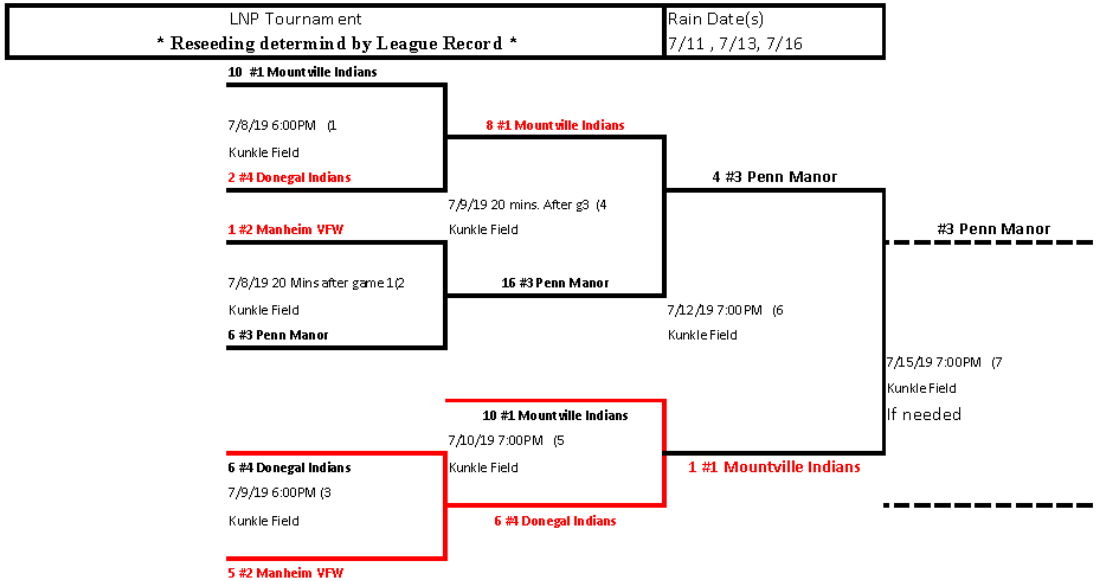 LNP Tournament
* Reseeding determind by League Record *
Rain Date(s)
7/11 , 7/13, 7/16
10 #1 Mountville Indians
7/8/19 6:00PM (1
Kunkle Field
2 #4 Donegal Indians
8 #1 Mountville Indians
7/9/19 20 mins. After g3 (4
Kunkle Field
1 #2 Manheim VFW
7/8/19 20 Mins after game 1(2
Kunkle Field
6 #3 Penn Manor
16 #3 Penn Manor
4 #3 Penn Manor
7/12/19 7:00PM (6
Kunkle Field
#3 Penn Manor
7/15/19 7:00PM (7
Kunkle Field
If needed
10 #1 Mountville Indians
7/10/19 7:00PM (5
Kunkle Field
6 #4 Donegal Indians
7/9/19 6:00PM (3
Kunkle Field
5 #2 Manheim VFW
6 #4 Donegal Indians
1 #1 Mountville Indians